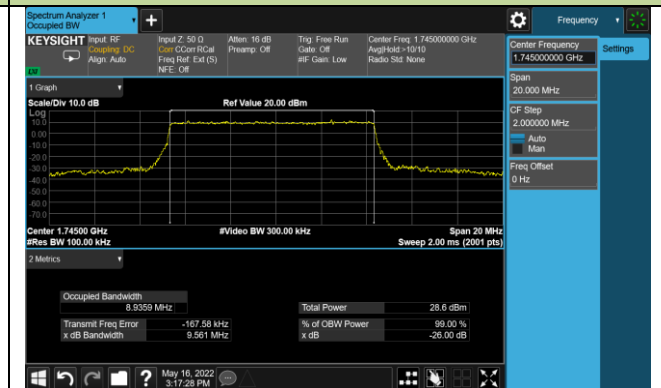 Spectrum Analyzer 1
Occupied BW
Frequency
KEYSIGHT
Input: RF
Coupling: DC
Align: Auto
Input Z: 50 Ω
Corr CCorr RCal
Freq Ref: Ext (S)
NFE: Off
Atten: 16 dB
Preamp: Off
Trig: Free Run
Gate: Off
#IF Gain: Low
Center Freq: 1.745000000 GHz
Avg|Hold:>10/10
Radio Std: None
LW
Center Frequency
1.745000000 GHz
Settings
Span
20.000 MHz
CF Step
2.000000 MHz
Auto
Man
Freq Offset
0 Hz
1 Graph
Scale/Div 10.0 dB
Ref Value 20.00 dBm
Log
10.0
0.00
-10.0
-20.0
-30.0
-40.0
-50.0
-60.0
-70.0
Center 1.74500 GHz
#Video BW 300.00 kHz
Span 20 MHz
#Res BW 100.00 kHz
Sweep 2.00 ms (2001 pts)
2 Metrics
Occupied Bandwidth
8.9359 MHz
Total Power
28.6 dBm
Transmit Freq Error
-167.58 kHz
% of OBW Power
99.00 %
x dB Bandwidth
9.561 MHz
x dB
-26.00 dB
May 16, 2022
3:17:28 PM